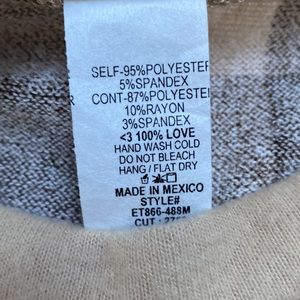 SELF-95%POLYESTER
5%SPANDEX
CONT-87%POLYESTER
10%RAYON
3%SPANDEX
<3 100% LOVE
HAND WASH COLD
DO NOT BLEACH
HANG / FLAT DRY
MADE IN MEXICO
STYLE#
ET866-488M
CUT :